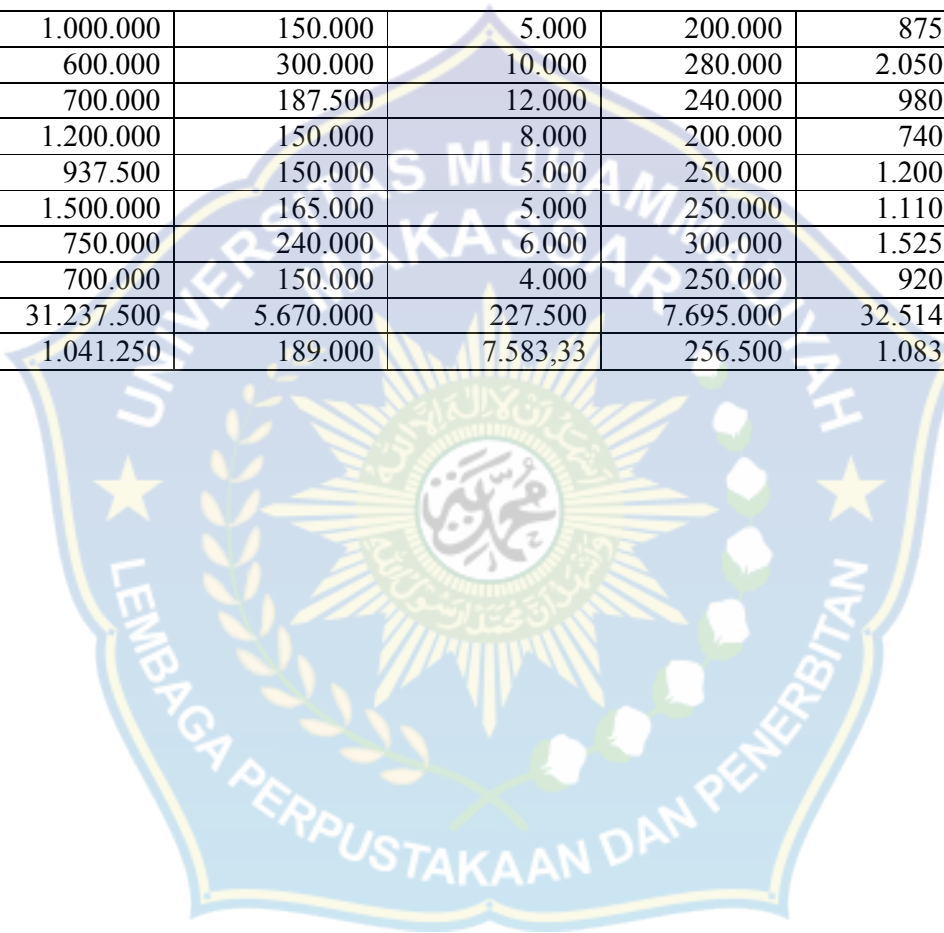 1.000.000 150.000 5.000 200.000 875
600.000 300.000 10.000 280.000 2.050
700.000 187.500 12.000 240.000 980
1.200.000 150.000 8.000 200.000 740
937.500 150.000 5.000 250.000 1.200
1.500.000 165.000 5.000 250.000 1.110
750.000 240.000 6.000 300.000 1.525
700.000 150.000 4.000 250.000 920
31.237.500 5.670.000 227.500 7.695.000 32.514
1.041.250 189.000 7.583,33 256.500 1.083
UNIVERSITAS MUHAMMADIYAH
MAKASSAR
LEMBAGA PERPUSTAKAAN DAN PENERBITAN